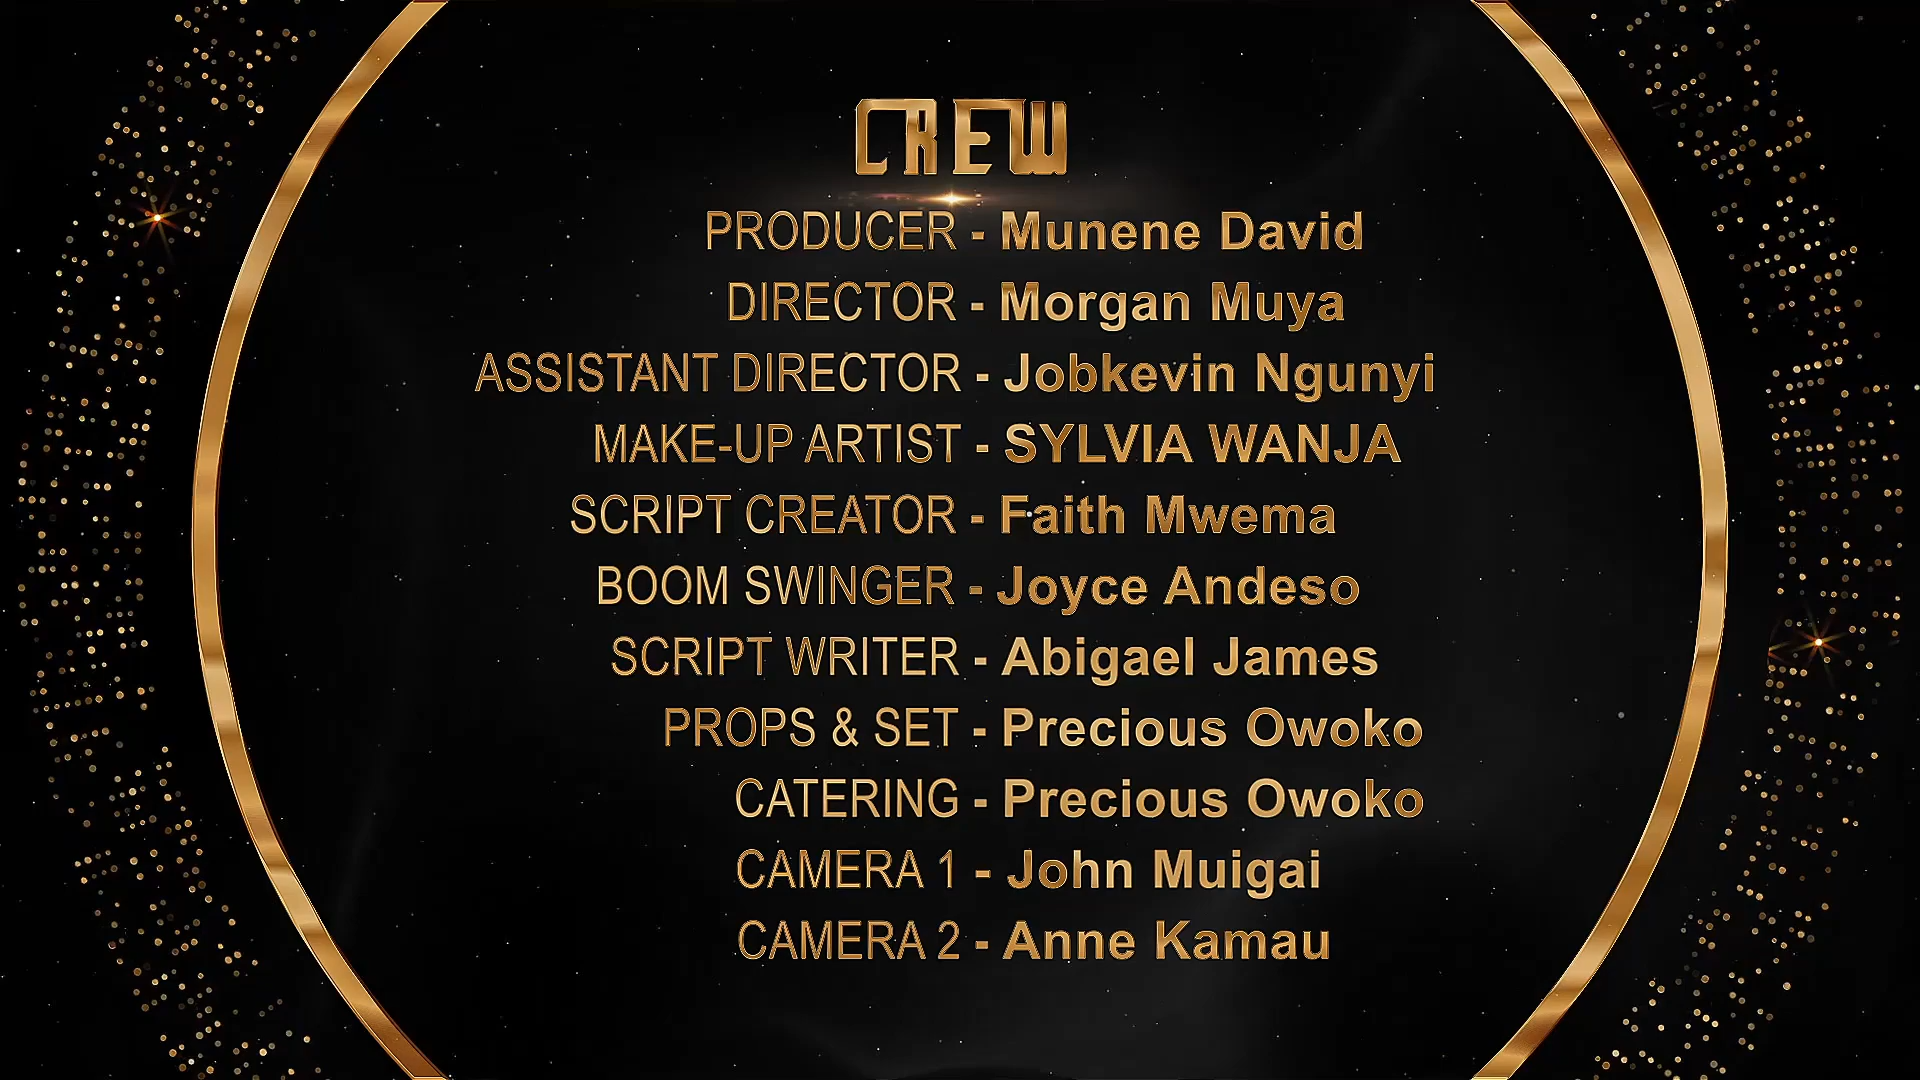 CREW
PRODUCER - Munene David
DIRECTOR - Morgan Muya
ASSISTANT DIRECTOR - Jobkevin Ngunyi
MAKE-UP ARTIST - SYLVIA WANJA
SCRIPT CREATOR - Faith Mwema
BOOM SWINGER - Joyce Andeso
SCRIPT WRITER - Abigael James
PROPS & SET - Precious Owoko
CATERING - Precious Owoko
CAMERA 1 - John Muigai
CAMERA 2 - Anne Kamau